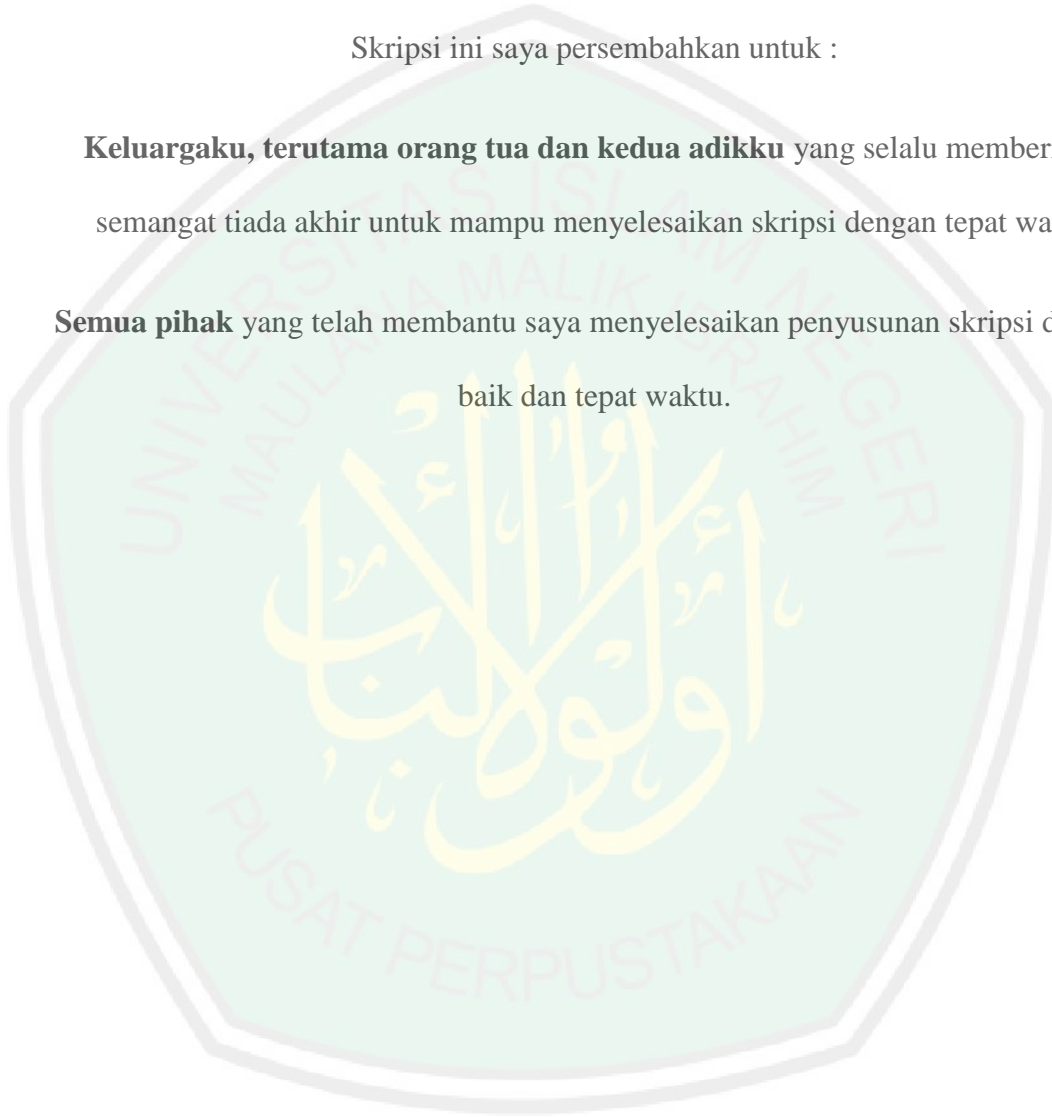 Skripsi ini saya persembahkan untuk :
Keluargaku, terutama orang tua dan kedua adikku yang selalu member
semangat tiada akhir untuk mampu menyelesaikan skripsi dengan tepat wa
Semua pihak yang telah membantu saya menyelesaikan penyusunan skripsi d
baik dan tepat waktu.
UNIVERSITAS ISLAM NEGERI
MAULANA MALIK IBRAHIM
أولوا الألباب
PUSAT PERPUSTAKAAN